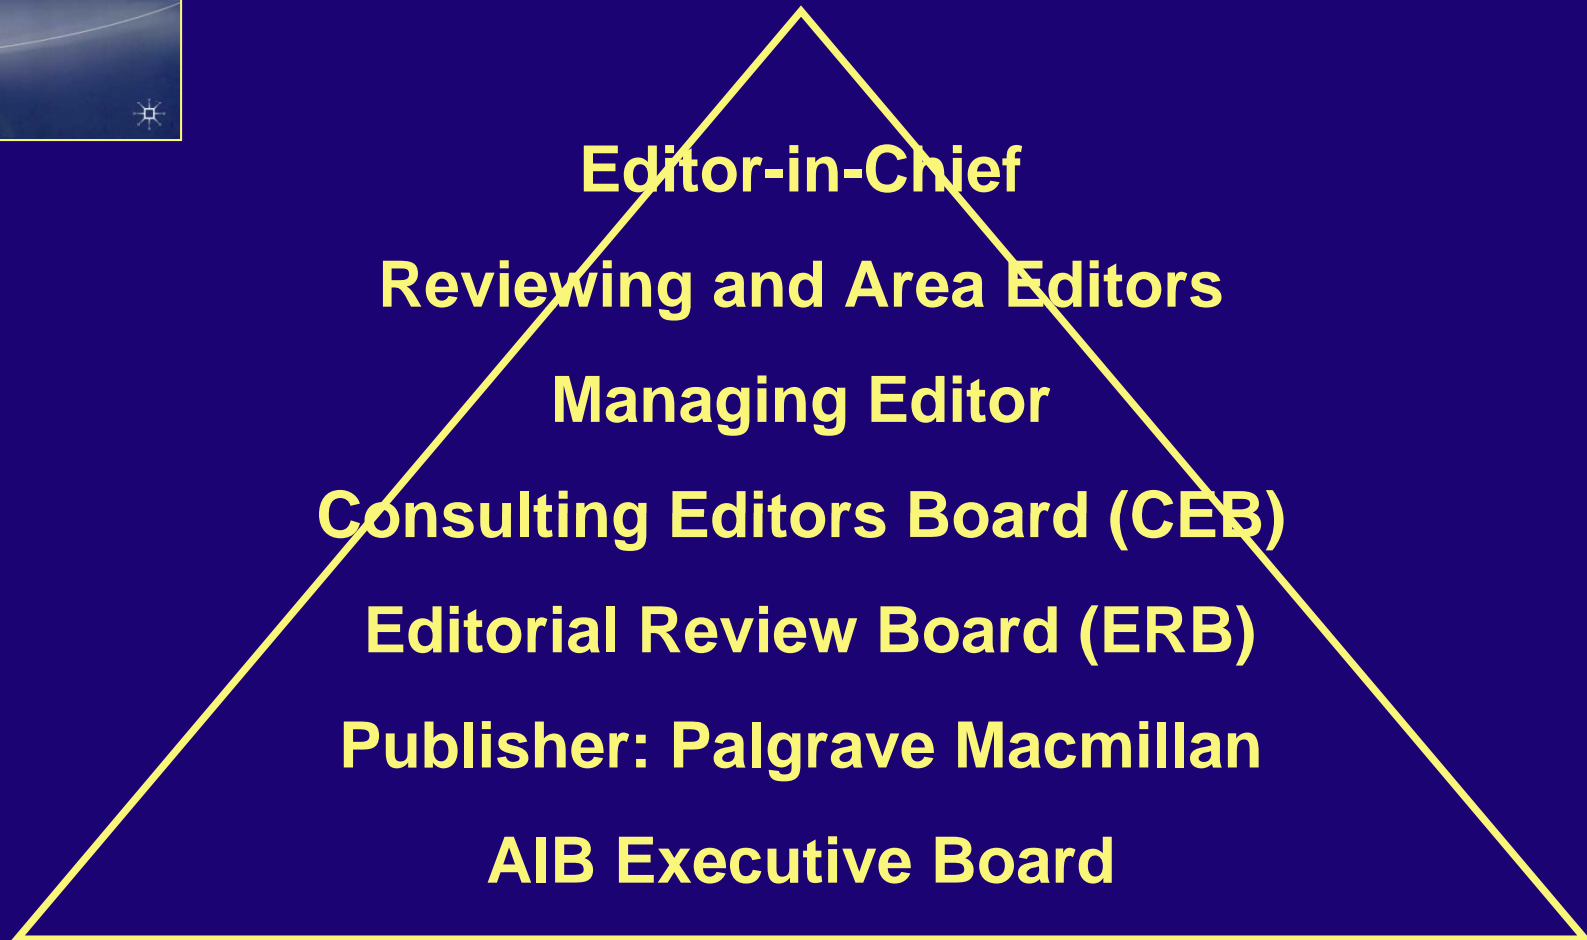 Editor-in-Chief
Reviewing and Area Editors
Managing Editor
Consulting Editors Board (CEB)
Editorial Review Board (ERB)
Publisher: Palgrave Macmillan
AIB Executive Board